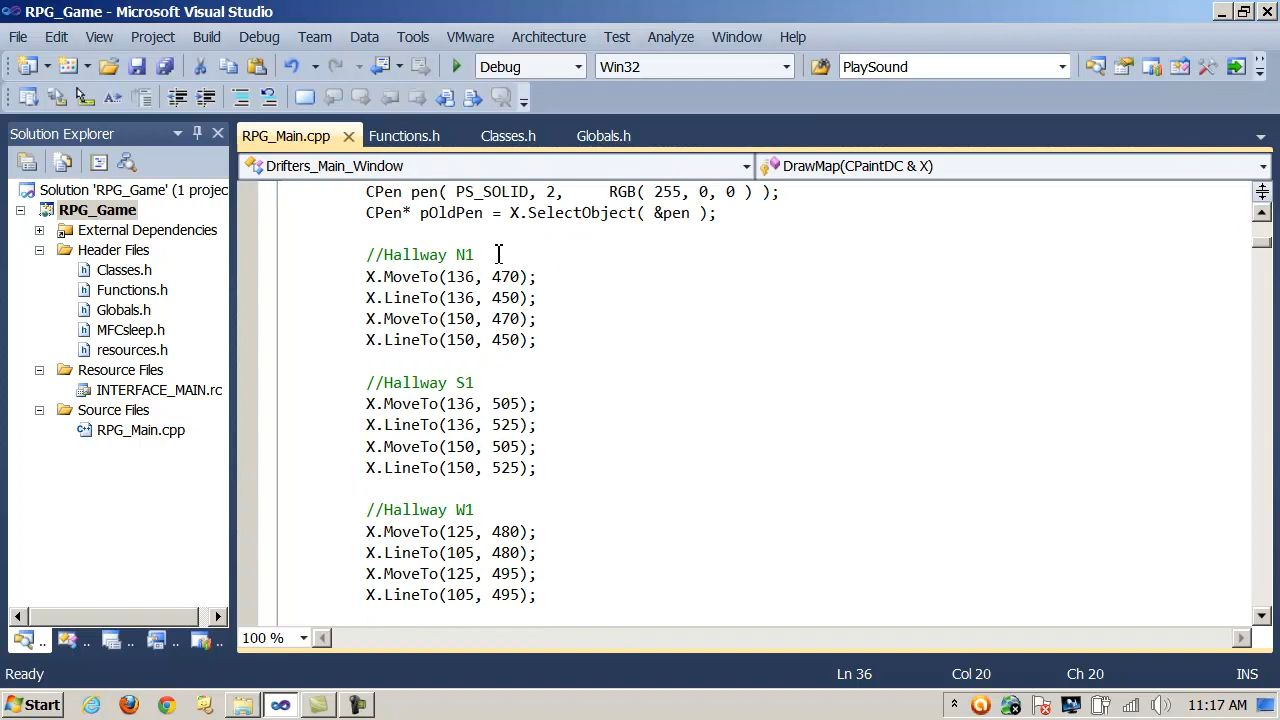 RPG_Game - Microsoft Visual Studio
File Edit View Project Build Debug Team Data Tools VMware Architecture Test Analyze Window Help
Debug Win32 PlaySound
Solution Explorer
RPG_Main.cpp Functions.h Classes.h Globals.h
Drifters_Main_Window DrawMap(CPaintDC & X)
Solution 'RPG_Game' (1 projec
RPG_Game
External Dependencies
Header Files
Classes.h
Functions.h
Globals.h
MFCsleep.h
resources.h
Resource Files
INTERFACE_MAIN.rc
Source Files
RPG_Main.cpp
CPen pen( PS_SOLID, 2, RGB( 255, 0, 0 ) );
CPen* pOldPen = X.SelectObject( &pen );
//Hallway N1
X.MoveTo(136, 470);
X.LineTo(136, 450);
X.MoveTo(150, 470);
X.LineTo(150, 450);
//Hallway S1
X.MoveTo(136, 505);
X.LineTo(136, 525);
X.MoveTo(150, 505);
X.LineTo(150, 525);
//Hallway W1
X.MoveTo(125, 480);
X.LineTo(105, 480);
X.MoveTo(125, 495);
X.LineTo(105, 495);
100 %
Ready Ln 36 Col 20 Ch 20 INS
Start 11:17 AM